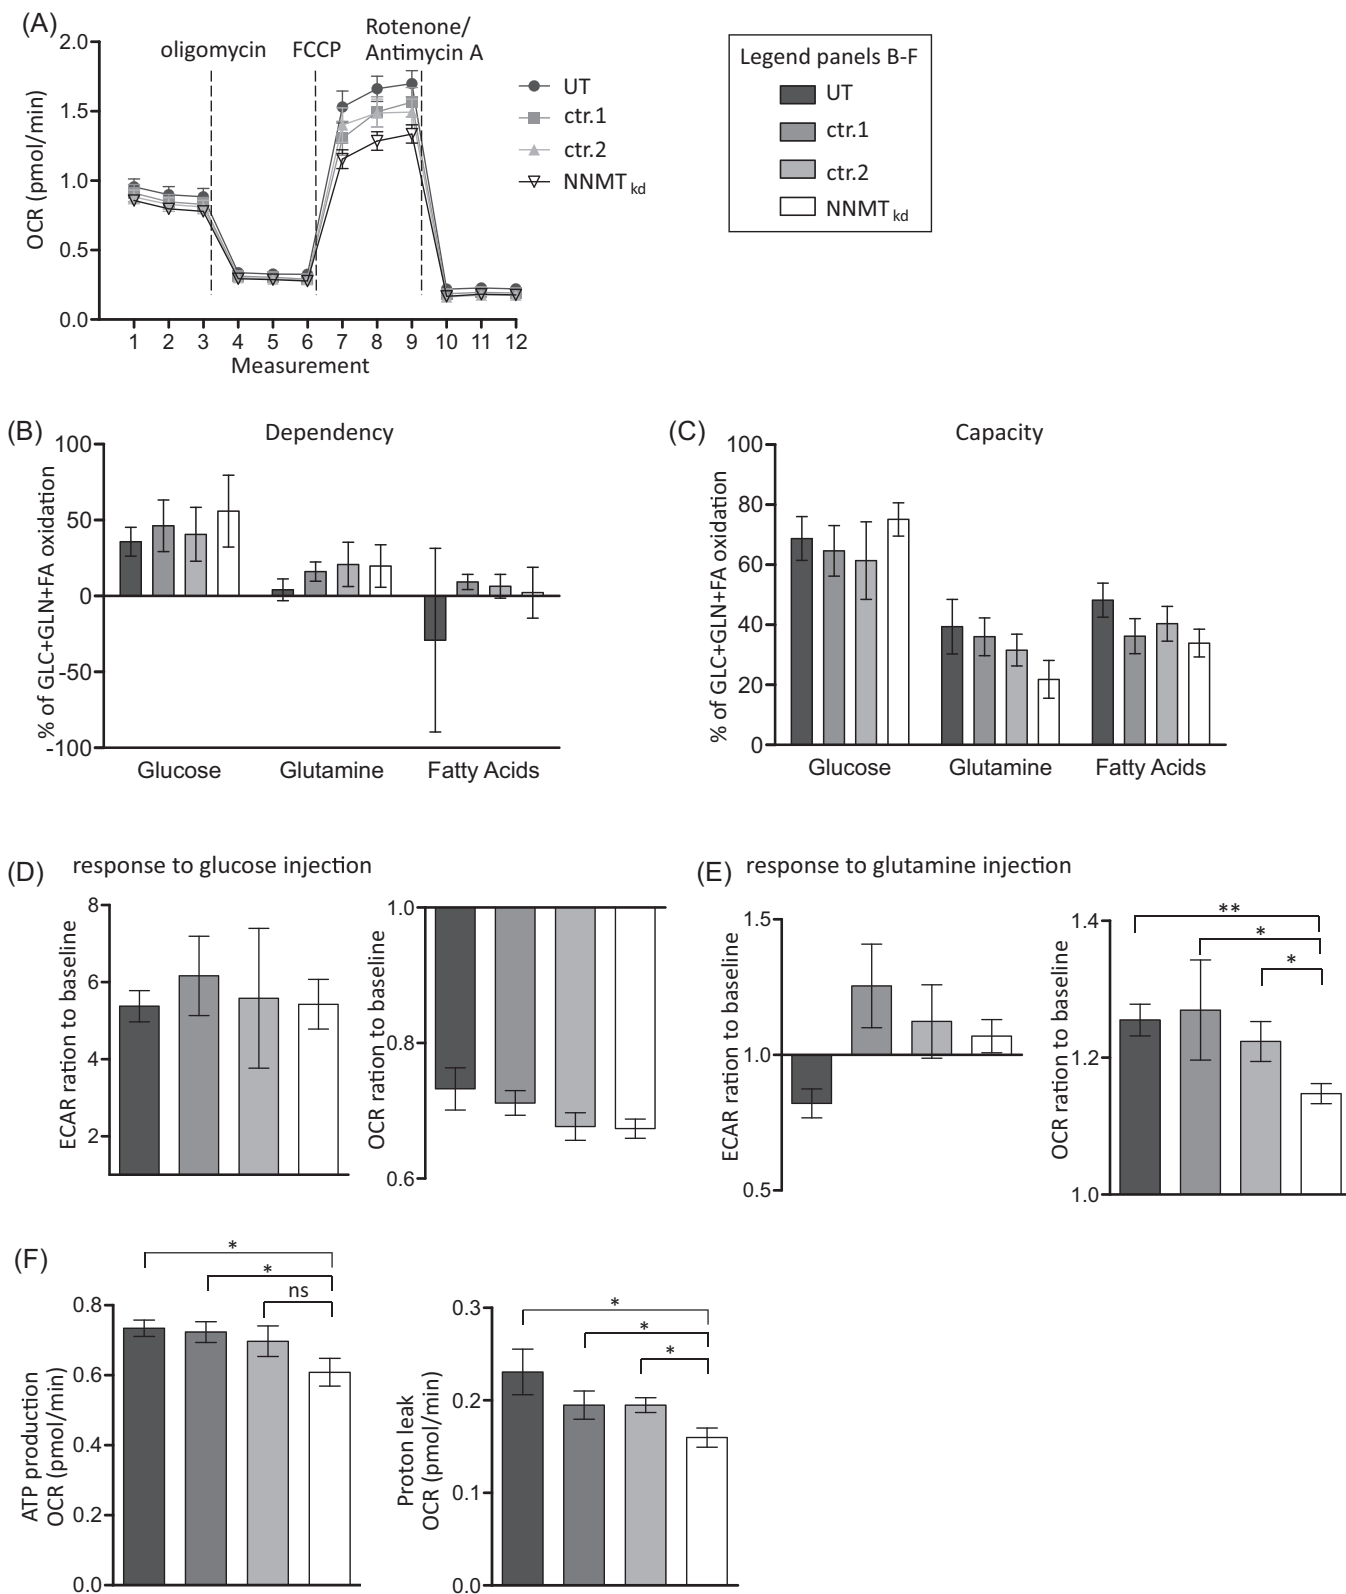 (A)
2.0
1.5
1.0
0.5
0.0
OCR (pmol/min)
oligomycin
FCCP
Rotenone/
Antimycin A
UT
ctr.1
ctr.2
NNMT kd
1 2 3 4 5 6 7 8 9 10 11 12
Measurement
Legend panels B-F
UT
ctr.1
ctr.2
NNMT kd
(B)
Dependency
100
50
0
-50
-100
% of GLC+GLN+FA oxidation
Glucose Glutamine Fatty Acids
(C)
Capacity
100
80
60
40
20
0
% of GLC+GLN+FA oxidation
Glucose Glutamine Fatty Acids
(D) response to glucose injection
8
6
4
2
ECAR ration to baseline
1.0
0.8
0.6
OCR ration to baseline
(E) response to glutamine injection
1.5
1.0
0.5
ECAR ration to baseline
1.4
1.2
1.0
OCR ration to baseline
**
*
*
(F)
*
*
ns
0.8
0.6
0.4
0.2
0.0
ATP production
OCR (pmol/min)
*
*
*
0.3
0.2
0.1
0.0
Proton leak
OCR (pmol/min)